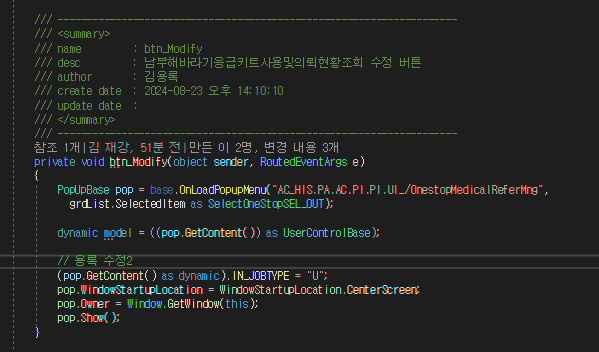 /// ------------------------------------------------------------------
/// <summary>
/// name : btn_Modify
/// desc : 남부해바라기응급키트사용및의뢰현황조회 수정 버튼
/// author : 김용록
/// create date : 2024-08-23 오후 14:10:10
/// update date :
/// </summary>
/// ------------------------------------------------------------------
참조 1개|김 재강, 51분 전|만든 이 2명, 변경 내용 3개
private void btn_Modify(object sender, RoutedEventArgs e)
{
PopUpBase pop = base.OnLoadPopupMenu("AC_HIS.PA.AC.PI.PI.UI_/OnestopMedicalReferMng",
grdList.SelectedItem as SelectOneStopSEL_OUT);
dynamic model = ((pop.GetContent()) as UserControlBase);
// 용록 수정2
(pop.GetContent() as dynamic).IN_JOBTYPE = "U";
pop.WindowStartupLocation = WindowStartupLocation.CenterScreen;
pop.Owner = Window.GetWindow(this);
pop.Show();
}